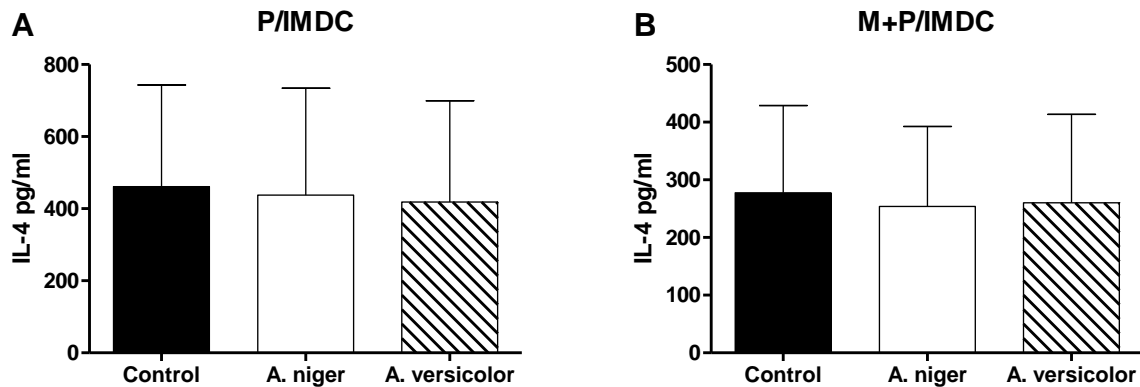 A
P/IMDC
IL-4 pg/ml
800
600
400
200
0
Control
A. niger
A. versicolor
B
M+P/IMDC
IL-4 pg/ml
500
400
300
200
100
0
Control
A. niger
A. versicolor